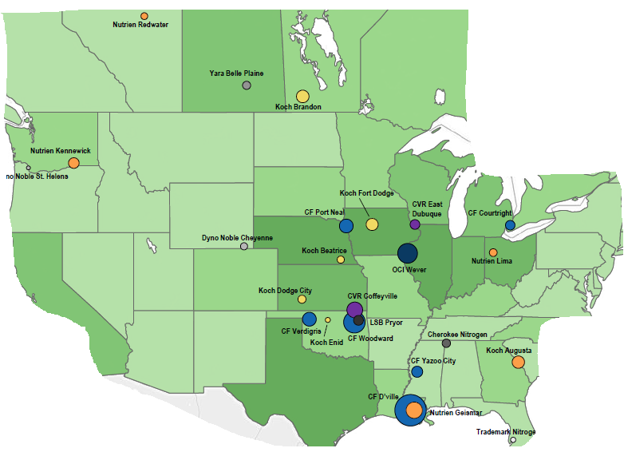 Nutrien Redwater
Yara Belle Plaine
Koch Brandon
Nutrien Kennewick
no Noble St. Helens
Koch Fort Dodge
CF Port Neal
CVR East
Dubuque
CF Courtright
Dyno Noble Cheyenne
Koch Beatrice
OCI Wever
Nutrien Lima
Koch Dodge City
CVR Coffeyville
LSB Pryor
CF Verdigris
Koch Enid
CF Woodward
Cherokee Nitrogen
Koch Augusta
CF Yazoo City
CF D'ville
Nutrien Geismar
Trademark Nitroge